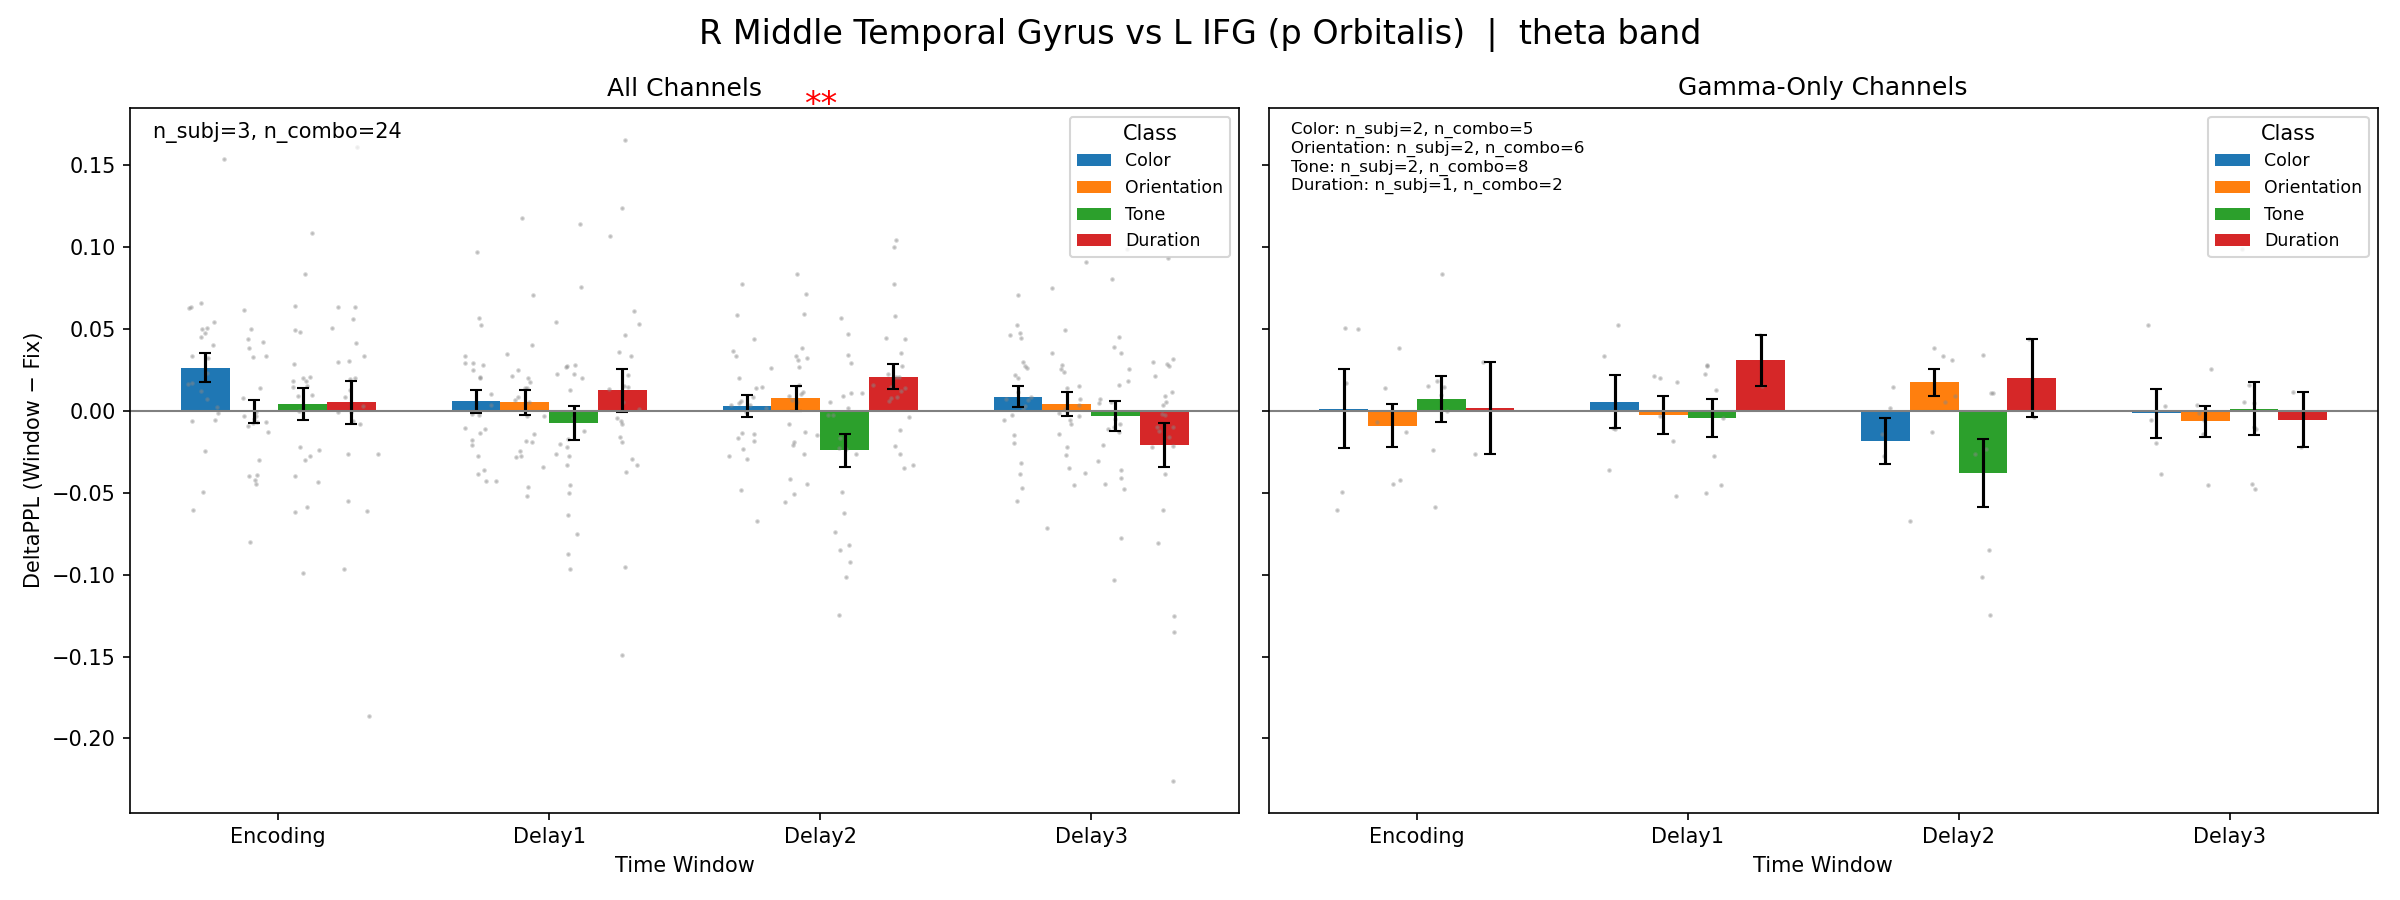 R Middle Temporal Gyrus vs L IFG (p Orbitalis)  |  theta band
All Channels
**
n_subj=3, n_combo=24
Class
Color
Orientation
Tone
Duration
DeltaPPL (Window − Fix)
0.15
0.10
0.05
0.00
−0.05
−0.10
−0.15
−0.20
Encoding
Delay1
Delay2
Delay3
Time Window
Gamma-Only Channels
Color: n_subj=2, n_combo=5
Orientation: n_subj=2, n_combo=6
Tone: n_subj=2, n_combo=8
Duration: n_subj=1, n_combo=2
Class
Color
Orientation
Tone
Duration
Encoding
Delay1
Delay2
Delay3
Time Window